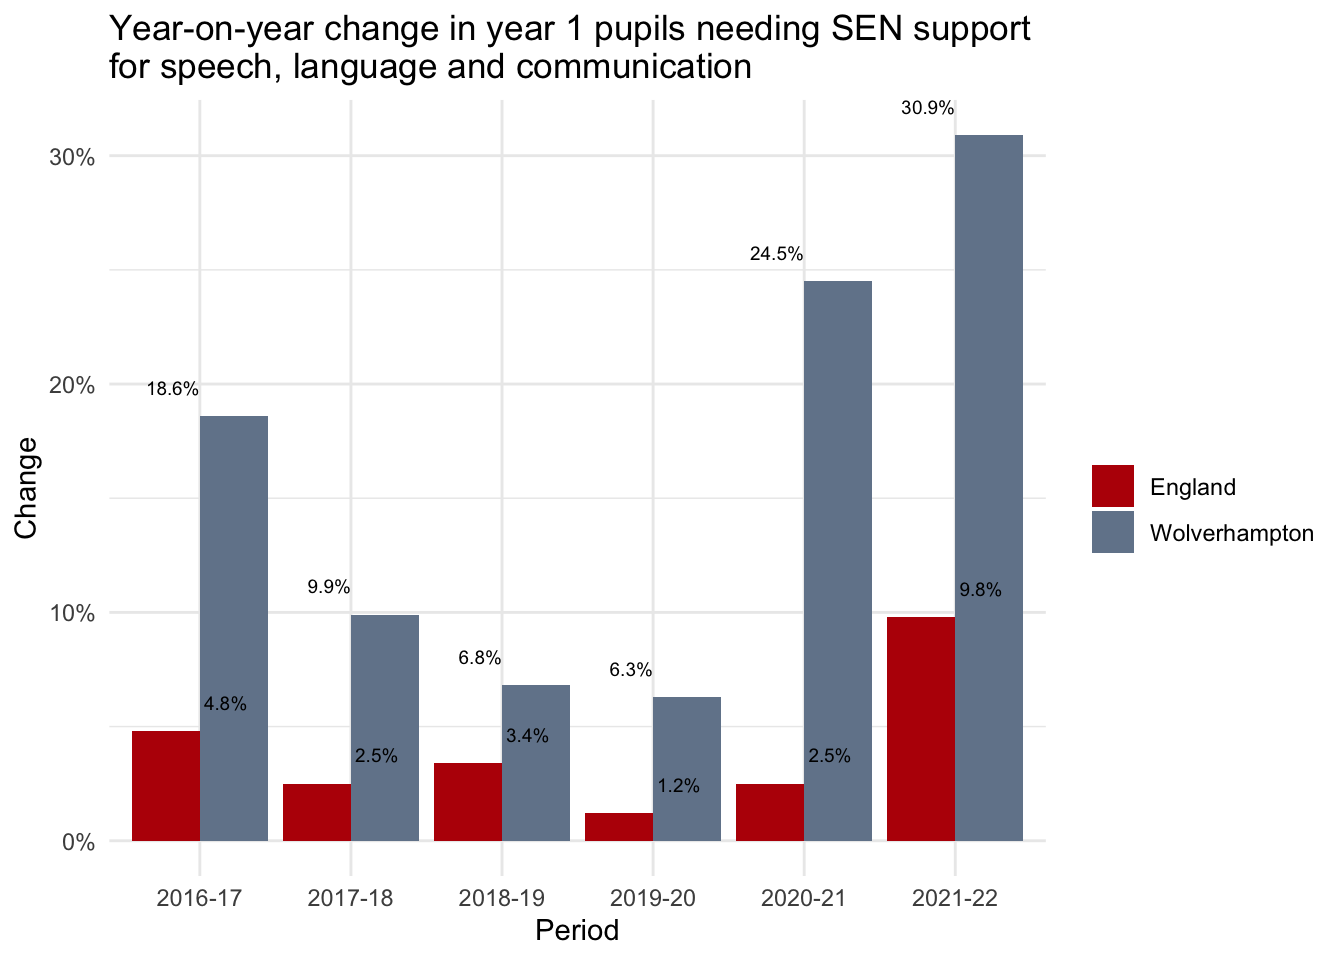 Year-on-year change in year 1 pupils needing SEN support
for speech, language and communication
30.9%
30%
24.5%
20%
18.6%
Change
England
Wolverhampton
9.9%
9.8%
10%
6.8%
6.3%
4.8%
2.5%
3.4%
1.2%
2.5%
0%
2016-17 2017-18 2018-19 2019-20 2020-21 2021-22
Period